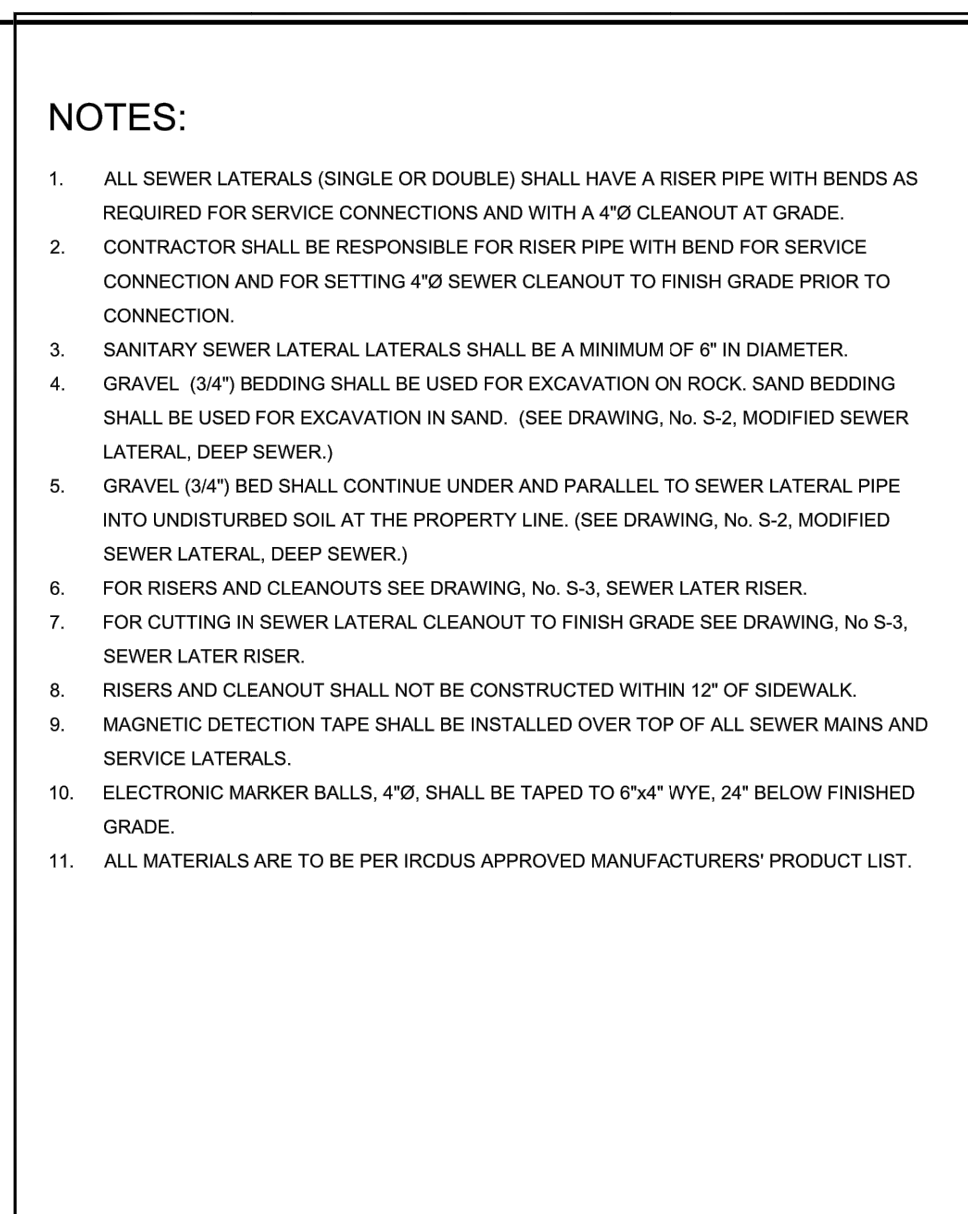 NOTES:
1. ALL SEWER LATERALS (SINGLE OR DOUBLE) SHALL HAVE A RISER PIPE WITH BENDS AS
REQUIRED FOR SERVICE CONNECTIONS AND WITH A 4"Ø CLEANOUT AT GRADE.
2. CONTRACTOR SHALL BE RESPONSIBLE FOR RISER PIPE WITH BEND FOR SERVICE
CONNECTION AND FOR SETTING 4"Ø SEWER CLEANOUT TO FINISH GRADE PRIOR TO
CONNECTION.
3. SANITARY SEWER LATERAL LATERALS SHALL BE A MINIMUM OF 6" IN DIAMETER.
4. GRAVEL (3/4") BEDDING SHALL BE USED FOR EXCAVATION ON ROCK. SAND BEDDING
SHALL BE USED FOR EXCAVATION IN SAND. (SEE DRAWING, No. S-2, MODIFIED SEWER
LATERAL, DEEP SEWER.)
5. GRAVEL (3/4") BED SHALL CONTINUE UNDER AND PARALLEL TO SEWER LATERAL PIPE
INTO UNDISTURBED SOIL AT THE PROPERTY LINE. (SEE DRAWING, No. S-2, MODIFIED
SEWER LATERAL, DEEP SEWER.)
6. FOR RISERS AND CLEANOUTS SEE DRAWING, No. S-3, SEWER LATER RISER.
7. FOR CUTTING IN SEWER LATERAL CLEANOUT TO FINISH GRADE SEE DRAWING, No S-3,
SEWER LATER RISER.
8. RISERS AND CLEANOUT SHALL NOT BE CONSTRUCTED WITHIN 12" OF SIDEWALK.
9. MAGNETIC DETECTION TAPE SHALL BE INSTALLED OVER TOP OF ALL SEWER MAINS AND
SERVICE LATERALS.
10. ELECTRONIC MARKER BALLS, 4"Ø, SHALL BE TAPED TO 6"x4" WYE, 24" BELOW FINISHED
GRADE.
11. ALL MATERIALS ARE TO BE PER IRCDUS APPROVED MANUFACTURERS' PRODUCT LIST.